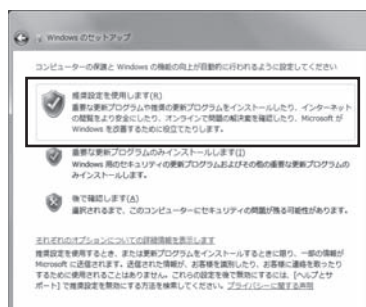 Windows のセットアップ
コンピューターの保護と Windows の機能の向上が自動的に行われるように設定してください
推奨設定を使用します(R)
重要な更新プログラムや推奨の更新プログラムをインストールしたり、インターネット
の閲覧をより安全にしたり、オンラインで問題の解決策を確認したり、Microsoft が
Windows を改善するために役立てたりします。
重要な更新プログラムのみインストールします(I)
Windows 用のセキュリティの更新プログラムおよびその他の重要な更新プログラムの
みインストールします。
後で確認します(A)
選択されるまで、このコンピューターにセキュリティの問題が残る可能性があります。
それぞれのオプションについての詳細情報を表示します
推奨設定を使用するとき、または更新プログラムをインストールするときに限り、一部の情報が
Microsoft に送信されます。送信された情報が、お客様を識別したり、お客様に連絡を取ったり
するために使用されることはありません。これらの設定を後で無効にするには、[ヘルプとサ
ポート] で推奨設定を無効にする方法を検索してください。プライバシーに関する声明